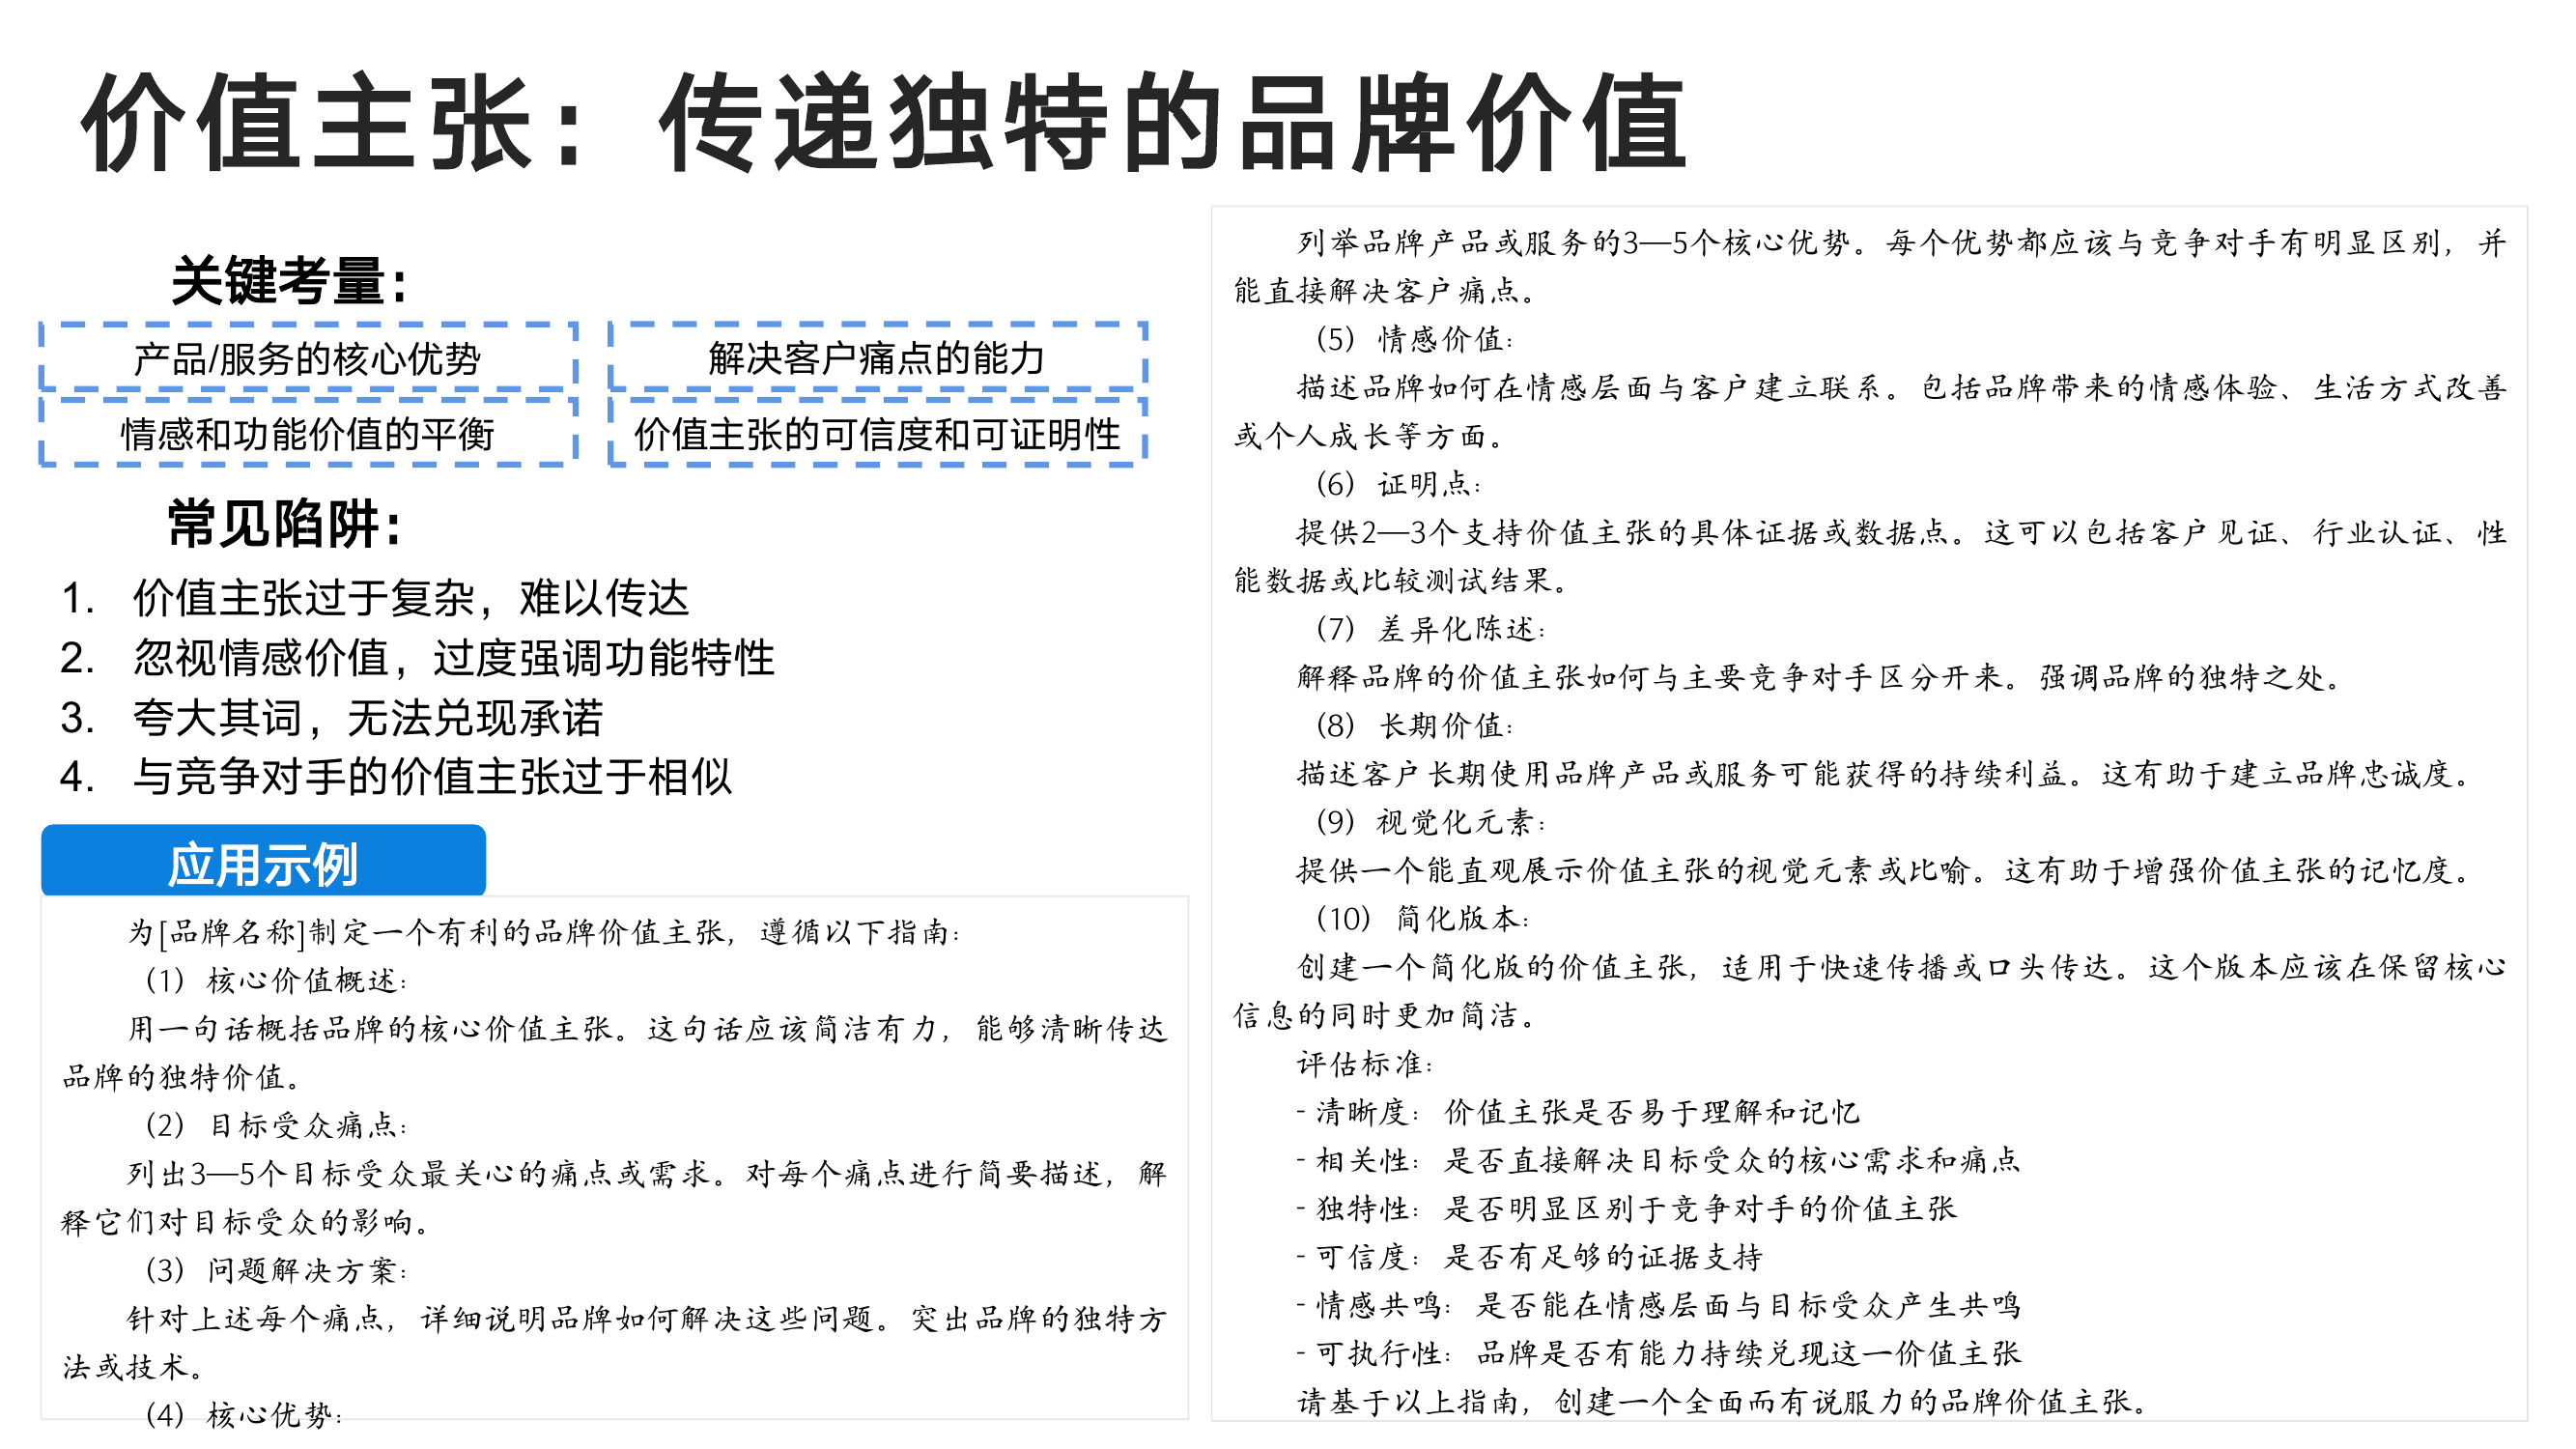 价值主张：传递独特的品牌价值
关键考量：
产品/服务的核心优势
解决客户痛点的能力
情感和功能价值的平衡
价值主张的可信度和可证明性
常见陷阱：
1. 价值主张过于复杂，难以传达
2. 忽视情感价值，过度强调功能特性
3. 夸大其词，无法兑现承诺
4. 与竞争对手的价值主张过于相似
应用示例
为[品牌名称]制定一个有利的品牌价值主张，遵循以下指南：
（1）核心价值概述：
用一句话概括品牌的核心价值主张。这句话应该简洁有力，能够清晰传达
品牌的独特价值。
（2）目标受众痛点：
列出3—5个目标受众最关心的痛点或需求。对每个痛点进行简要描述，解
释它们对目标受众的影响。
（3）问题解决方案：
针对上述每个痛点，详细说明品牌如何解决这些问题。突出品牌的独特方
法或技术。
（4）核心优势：
列举品牌产品或服务的3—5个核心优势。每个优势都应该与竞争对手有明显区别，并
能直接解决客户痛点。
（5）情感价值：
描述品牌如何在情感层面与客户建立联系。包括品牌带来的情感体验、生活方式改善
或个人成长等方面。
（6）证明点：
提供2—3个支持价值主张的具体证据或数据点。这可以包括客户见证、行业认证、性
能数据或比较测试结果。
（7）差异化陈述：
解释品牌的价值主张如何与主要竞争对手区分开来。强调品牌的独特之处。
（8）长期价值：
描述客户长期使用品牌产品或服务可能获得的持续利益。这有助于建立品牌忠诚度。
（9）视觉化元素：
提供一个能直观展示价值主张的视觉元素或比喻。这有助于增强价值主张的记忆度。
（10）简化版本：
创建一个简化版的价值主张，适用于快速传播或口头传达。这个版本应该在保留核心
信息的同时更加简洁。
评估标准：
- 清晰度：价值主张是否易于理解和记忆
- 相关性：是否直接解决目标受众的核心需求和痛点
- 独特性：是否明显区别于竞争对手的价值主张
- 可信度：是否有足够的证据支持
- 情感共鸣：是否能在情感层面与目标受众产生共鸣
- 可执行性：品牌是否有能力持续兑现这一价值主张
请基于以上指南，创建一个全面而有说服力的品牌价值主张。